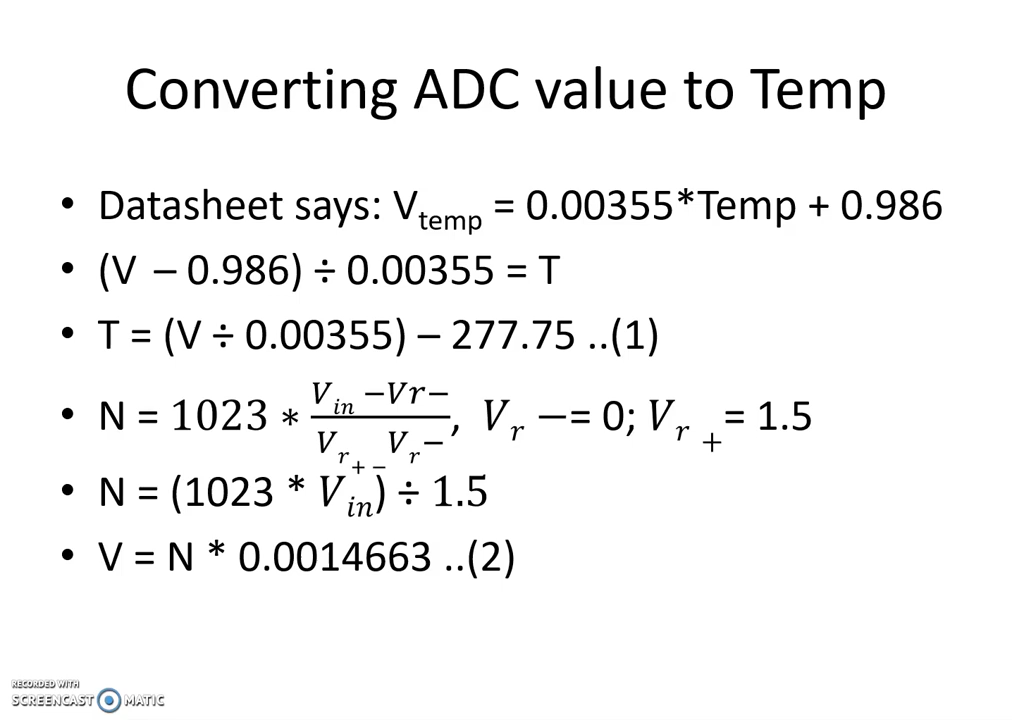 Converting ADC value to Temp
• Datasheet says: Vtemp = 0.00355*Temp + 0.986
• (V – 0.986) ÷ 0.00355 = T
• T = (V ÷ 0.00355) – 277.75 ..(1)
• N = 1023 ∗ (Vin −Vr−)/(Vr+ − Vr−), Vr −= 0; Vr + = 1.5
• N = (1023 * Vin) ÷ 1.5
• V = N * 0.0014663 ..(2)
RECORDED WITH
SCREENCAST MATIC